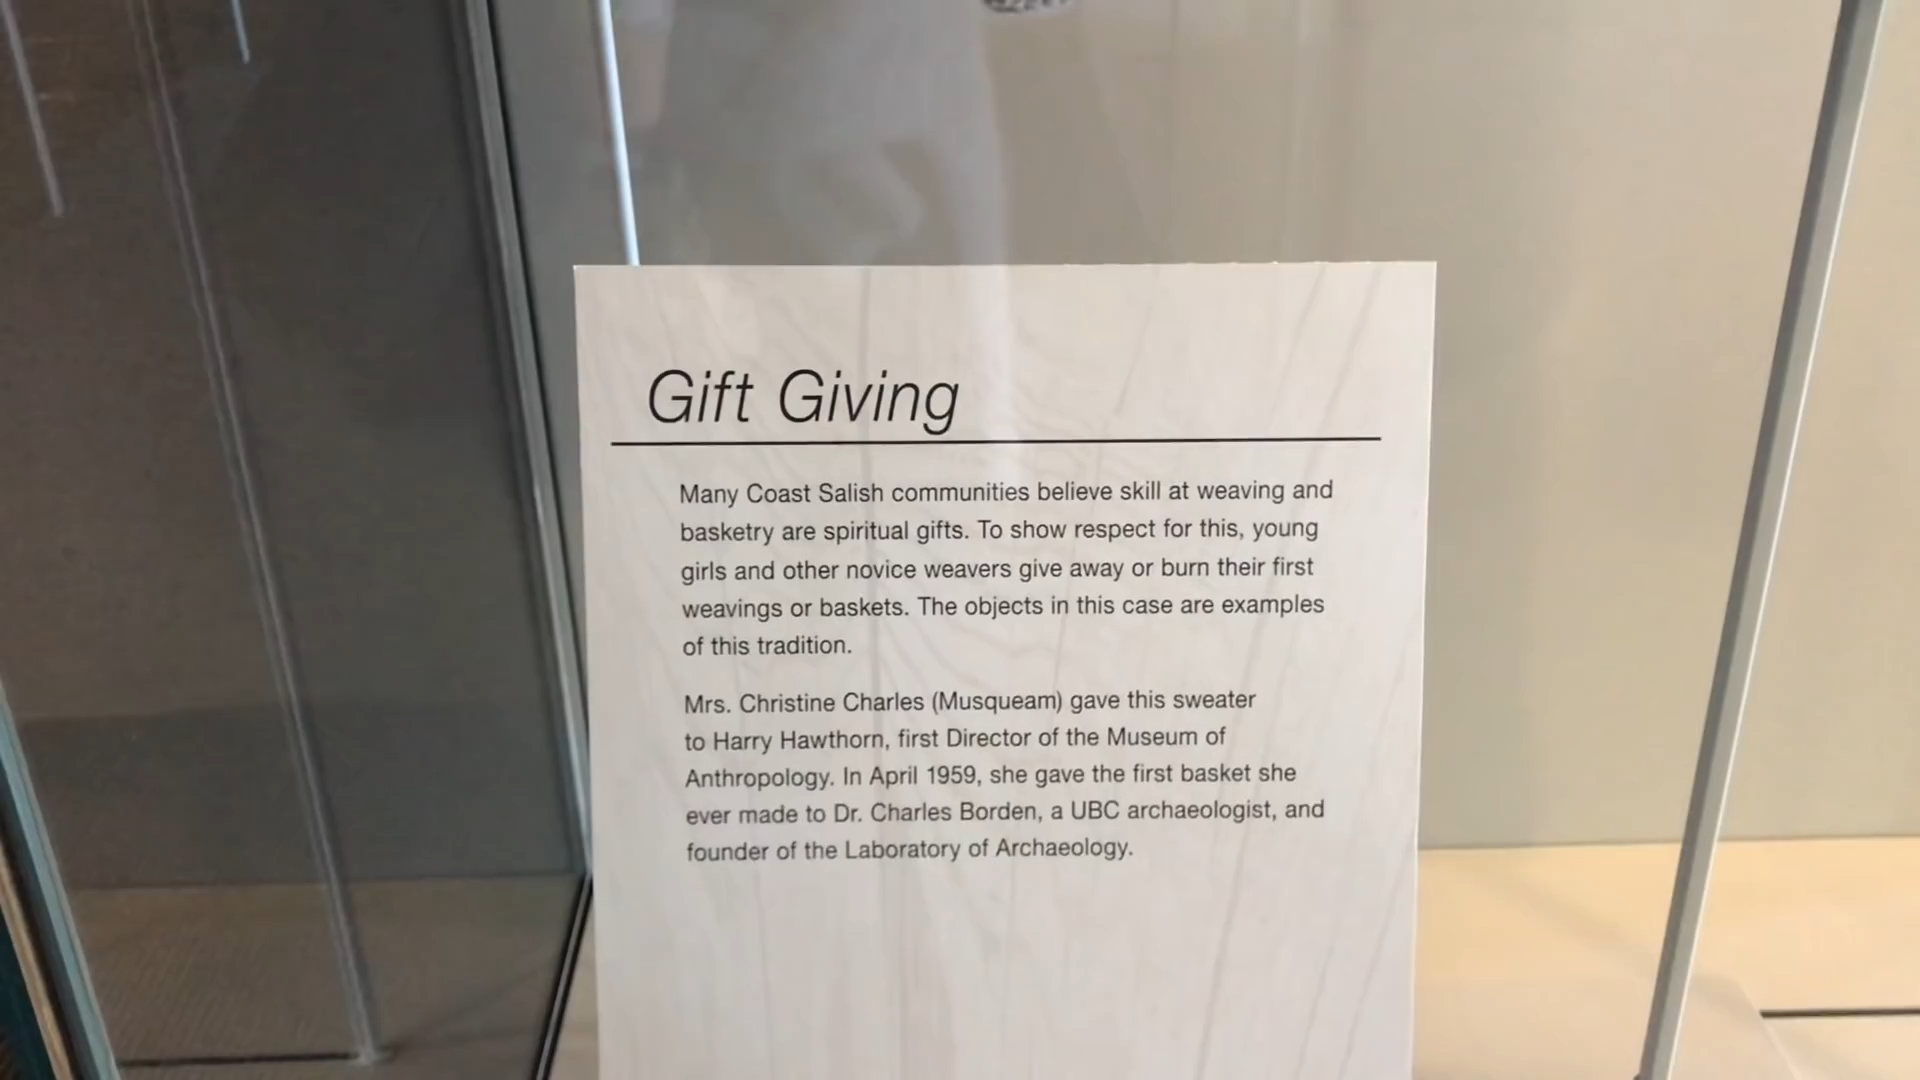 Gift Giving
Many Coast Salish communities believe skill at weaving and
basketry are spiritual gifts. To show respect for this, young
girls and other novice weavers give away or burn their first
weavings or baskets. The objects in this case are examples
of this tradition.
Mrs. Christine Charles (Musqueam) gave this sweater
to Harry Hawthorn, first Director of the Museum of
Anthropology. In April 1959, she gave the first basket she
ever made to Dr. Charles Borden, a UBC archaeologist, and
founder of the Laboratory of Archaeology.